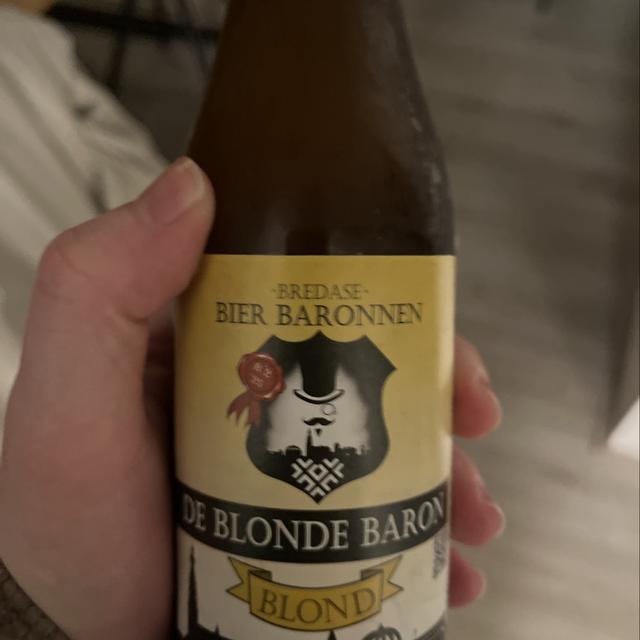 ·BREDASE·
BIER BARONNEN
DE BLONDE BARON
BLOND